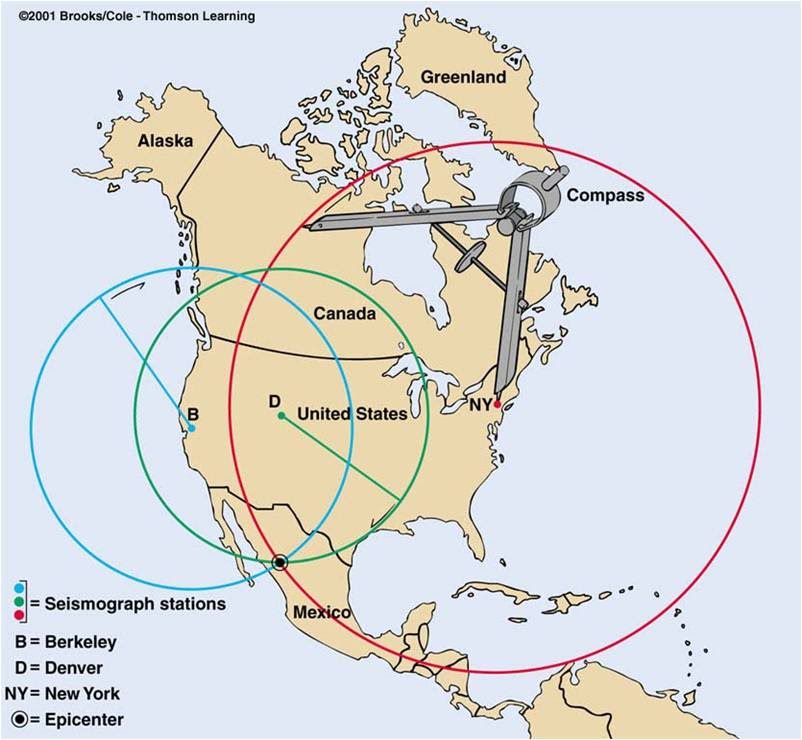 ©2001 Brooks/Cole - Thomson Learning
Greenland
Alaska
Compass
Canada
D
B
United States
NY
= Seismograph stations
Mexico
B = Berkeley
D = Denver
NY = New York
= Epicenter